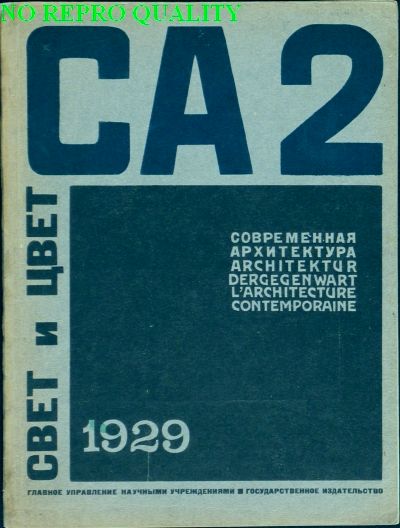 NO REPRO QUALITY
СА 2
СВЕТ и ЦВЕТ
СОВРЕМЕННАЯ
АРХИТЕКТУРА
ARCHITEKTUR
DERGEGENWART
L'ARCHITECTURE
CONTEMPORAINE
1929
ГЛАВНОЕ УПРАВЛЕНИЕ НАУЧНЫМИ УЧРЕЖДЕНИЯМИ ■ ГОСУДАРСТВЕННОЕ ИЗДАТЕЛЬСТВО